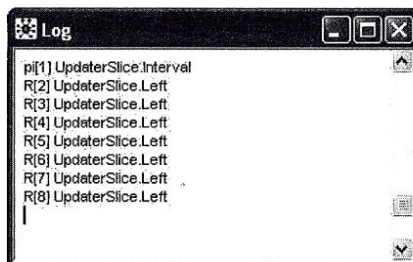 Log
pi[1] UpdaterSlice.Interval
R[2] UpdaterSlice.Left
R[3] UpdaterSlice.Left
R[4] UpdaterSlice.Left
R[5] UpdaterSlice.Left
R[6] UpdaterSlice.Left
R[7] UpdaterSlice.Left
R[8] UpdaterSlice.Left